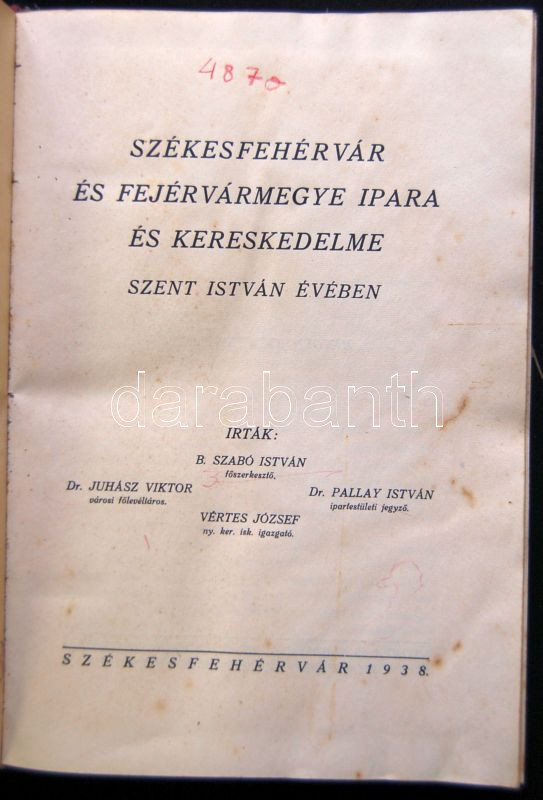 4870.
SZÉKESFEHÉRVÁR
ÉS FEJÉRVÁRMEGYE IPARA
ÉS KERESKEDELME
SZENT ISTVÁN ÉVÉBEN
darabanth
IRTÁK:
B. SZABÓ ISTVÁN
főszerkesztő.
Dr. JUHÁSZ VIKTOR
városi főlevéltáros.
Dr. PALLAY ISTVÁN
ipartestületi jegyző.
VÉRTES JÓZSEF
ny. ker. isk. igazgató.
SZÉKESFEHÉRVÁR 1938.